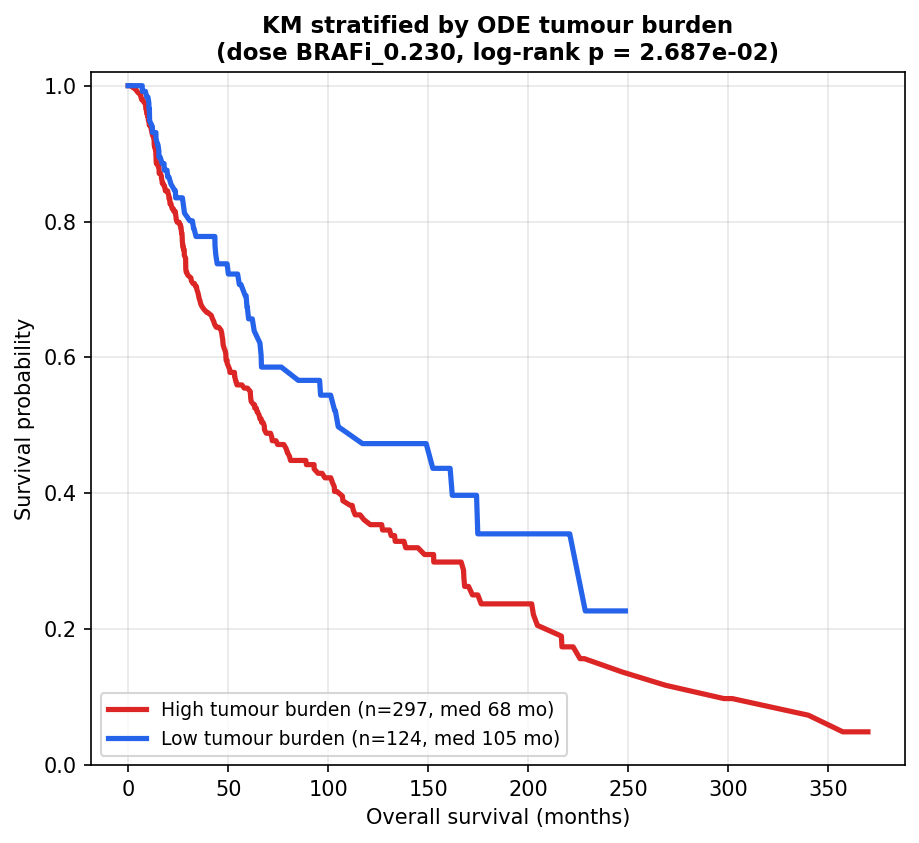 KM stratified by ODE tumour burden
(dose BRAFi_0.230, log-rank p = 2.687e-02)
Survival probability
1.0
0.8
0.6
0.4
0.2
0.0
High tumour burden (n=297, med 68 mo)
Low tumour burden (n=124, med 105 mo)
0 50 100 150 200 250 300 350
Overall survival (months)